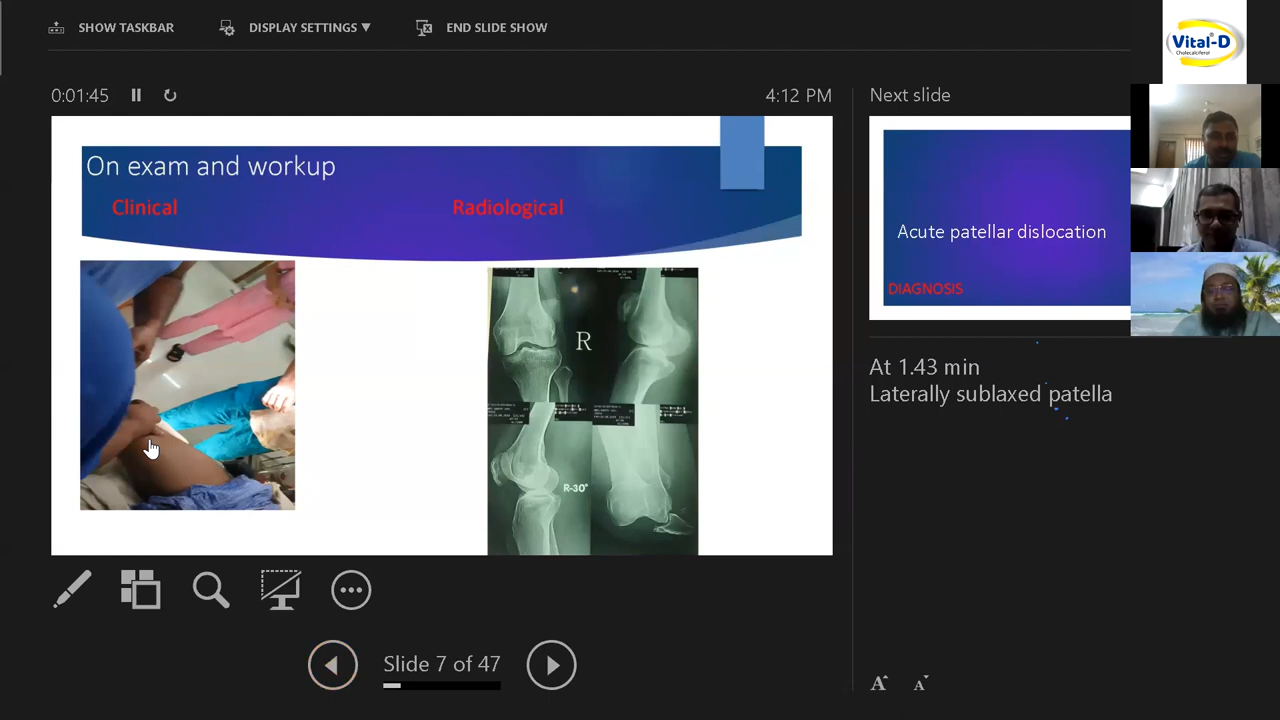 SHOW TASKBAR
DISPLAY SETTINGS ▼
END SLIDE SHOW
Vital-D
Cholecalciferol
0:01:45
4:12 PM
Next slide
On exam and workup
Clinical
Radiological
R
R-30°
Acute patellar dislocation
DIAGNOSIS
At 1.43 min
Laterally sublaxed patella
Slide 7 of 47
A
A